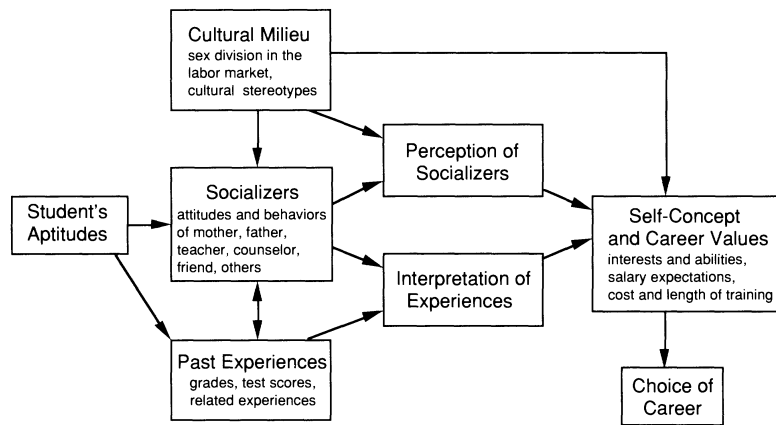 Cultural Milieu
sex division in the
labor market,
cultural stereotypes
Perception of
Socializers
Socializers
attitudes and behaviors
of mother, father,
teacher, counselor,
friend, others
Student's
Aptitudes
Self-Concept
and Career Values
interests and abilities,
salary expectations,
cost and length of training
Interpretation of
Experiences
Past Experiences
grades, test scores,
related experiences
Choice of
Career